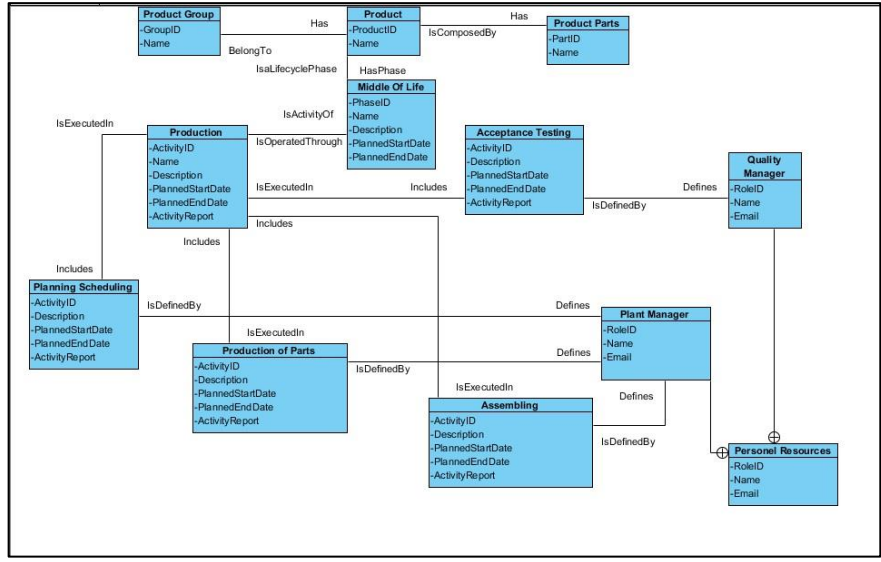 Product Group
-GroupID
-Name
Has
BelongTo
Product
-ProductID
-Name
Has
IsComposedBy
Product Parts
-PartID
-Name
IsaLifecyclePhase
HasPhase
Middle Of Life
-PhaseID
-Name
-Description
-PlannedStartDate
-PlannedEndDate
IsActivityOf
IsOperatedThrough
IsExecutedIn
Production
-ActivityID
-Name
-Description
-PlannedStartDate
-PlannedEndDate
-ActivityReport
IsExecutedIn
Includes
Includes
Includes
Acceptance Testing
-ActivityID
-Description
-PlannedStartDate
-PlannedEndDate
-ActivityReport
Defines
IsDefinedBy
Quality
Manager
-RoleID
-Name
-Email
Includes
Planning Scheduling
-ActivityID
-Description
-PlannedStartDate
-PlannedEndDate
-ActivityReport
IsDefinedBy
Defines
Plant Manager
-RoleID
-Name
-Email
IsExecutedIn
Production of Parts
-ActivityID
-Description
-PlannedStartDate
-PlannedEndDate
-ActivityReport
IsDefinedBy
Defines
IsExecutedIn
Assembling
-ActivityID
-Description
-PlannedStartDate
-PlannedEndDate
-ActivityReport
Defines
IsDefinedBy
Personel Resources
-RoleID
-Name
-Email